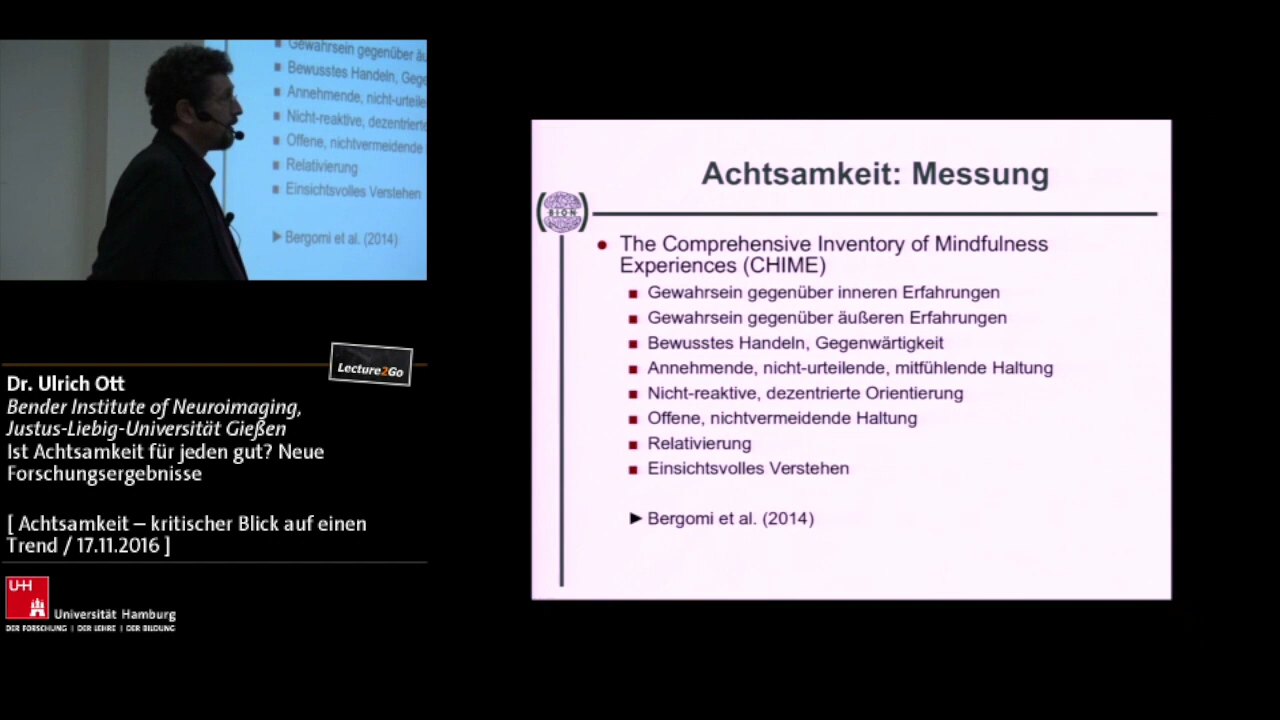 Gewahrsein gegenüber äu
Bewusstes Handeln, Gege
Annehmende, nicht-urteile
Nicht-reaktive, dezentrierte
Offene, nichtvermeidende
Relativierung
Einsichtsvolles Verstehen
►Bergomi et al. (2014)
Lecture2Go
Dr. Ulrich Ott
Bender Institute of Neuroimaging,
Justus-Liebig-Universität Gießen
Ist Achtsamkeit für jeden gut? Neue
Forschungsergebnisse
[ Achtsamkeit – kritischer Blick auf einen
Trend / 17.11.2016 ]
UHH
Universität Hamburg
DER FORSCHUNG | DER LEHRE | DER BILDUNG
Achtsamkeit: Messung
(BION)
● The Comprehensive Inventory of Mindfulness
Experiences (CHIME)
■ Gewahrsein gegenüber inneren Erfahrungen
■ Gewahrsein gegenüber äußeren Erfahrungen
■ Bewusstes Handeln, Gegenwärtigkeit
■ Annehmende, nicht-urteilende, mitfühlende Haltung
■ Nicht-reaktive, dezentrierte Orientierung
■ Offene, nichtvermeidende Haltung
■ Relativierung
■ Einsichtsvolles Verstehen
► Bergomi et al. (2014)